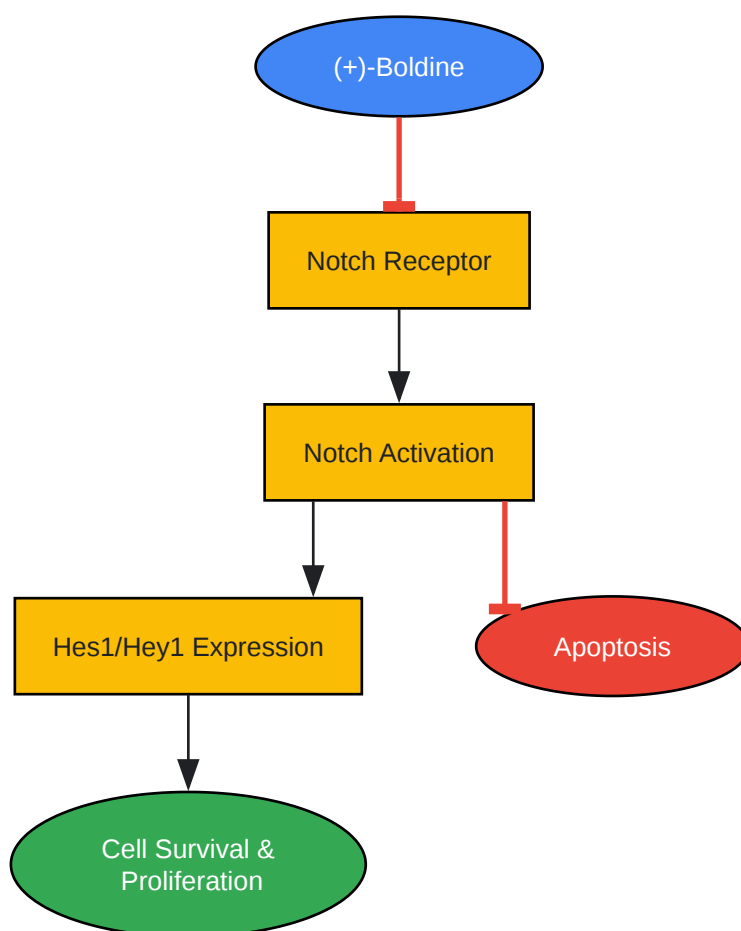 (+)-Boldine
Notch Receptor
Notch Activation
Hes1/Hey1 Expression
Apoptosis
Cell Survival &
Proliferation